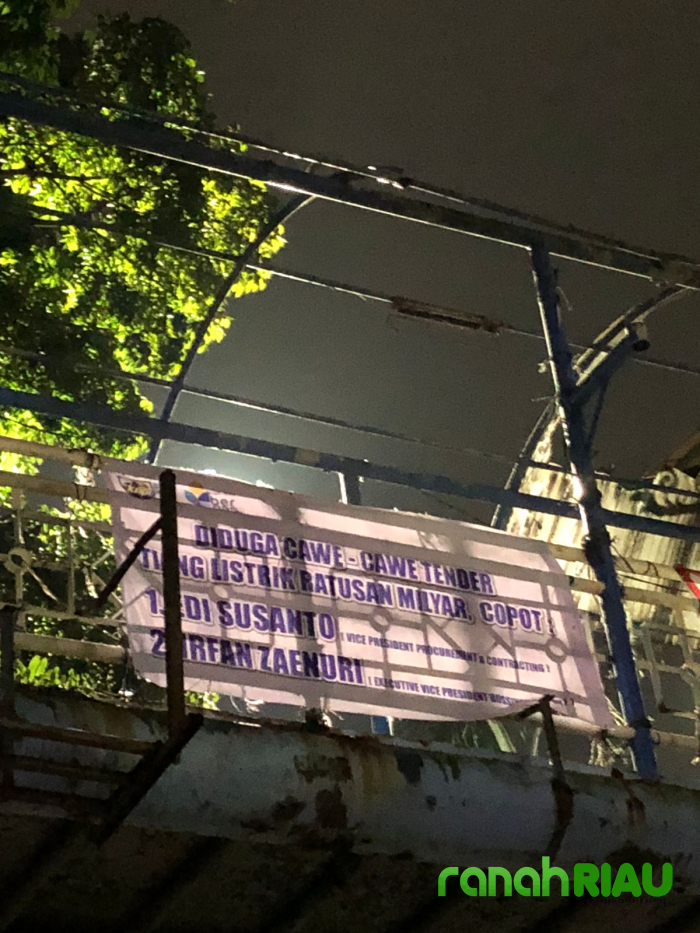 DIDUGA CAWE - CAWE TENDER
TIANG LISTRIK RATUSAN MILYAR, COPOT :
1. EDI SUSANTO ( VICE PRESIDENT PROCUREMENT & CONTRACTING )
2. IRFAN ZAENURI ( EXECUTIVE VICE PRESIDENT
ranahRIAU